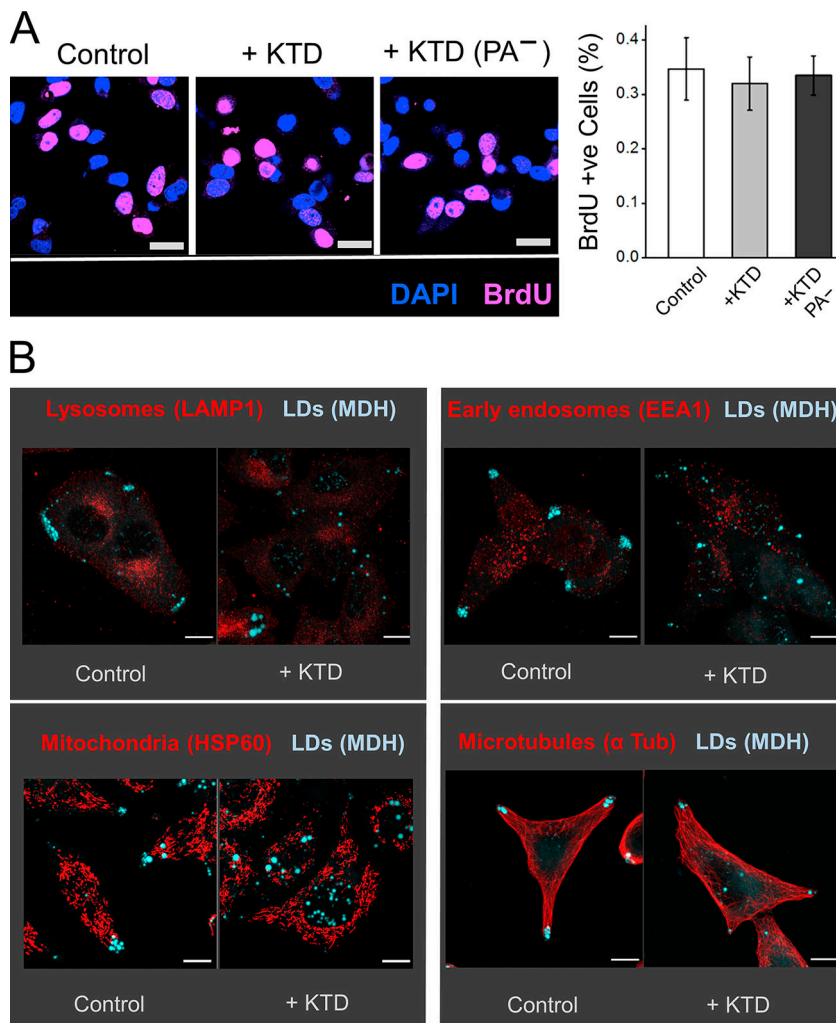 A
Control
+ KTD
+ KTD (PA⁻)
DAPI BrdU
BrdU +ve Cells (%)
0.4
0.3
0.1
0.0
Control
+KTD
+KTD
PA⁻
B
Lysosomes (LAMP1) LDs (MDH)
Control
+ KTD
Early endosomes (EEA1) LDs (MDH)
Control
+ KTD
Mitochondria (HSP60) LDs (MDH)
Control
+ KTD
Microtubules (α Tub) LDs (MDH)
Control
+ KTD